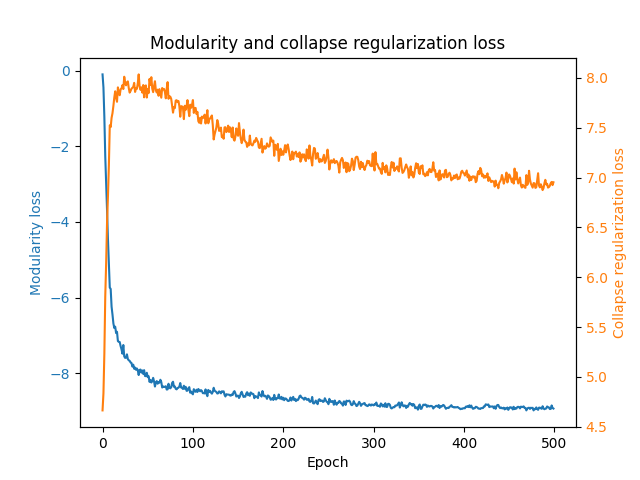 Modularity and collapse regularization loss
0
−2
−4
−6
−8
Modularity loss
8.0
7.5
7.0
6.5
6.0
5.5
5.0
4.5
Collapse regularization loss
0 100 200 300 400 500
Epoch